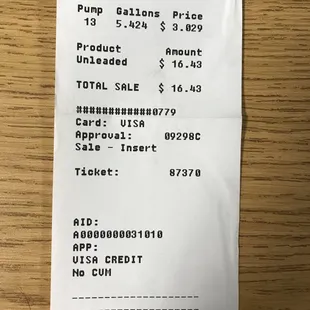 Pump Gallons Price
13 5.424 $ 3.029
Product Amount
Unleaded $ 16.43
TOTAL SALE $ 16.43
############0779
Card: VISA
Approval: 09298C
Sale - Insert
Ticket: 87370
AID:
A0000000031010
APP:
VISA CREDIT
No CVM
--------------------